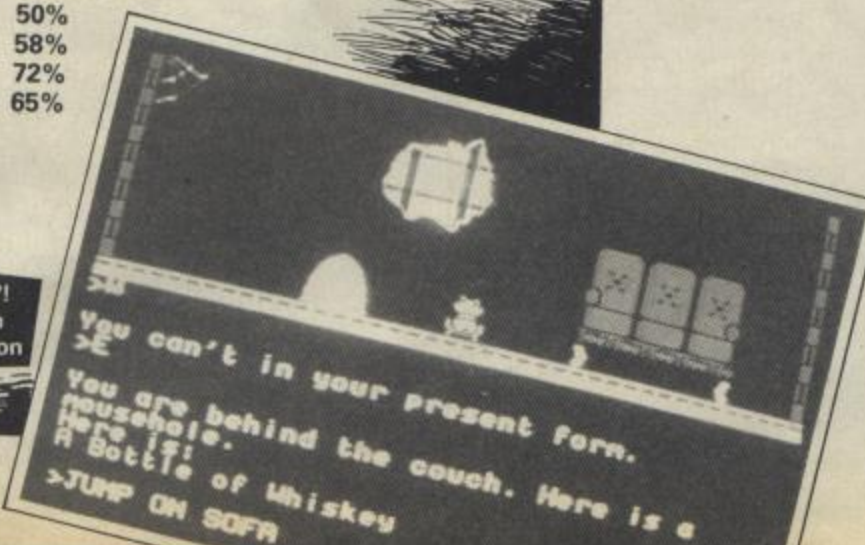 50%
58%
72%
65%
!
on
You can't in your present form.
>E
You are behind the couch. Here is a
mousehole.
Here is:
A Bottle of Whiskey
>JUMP ON SOFA